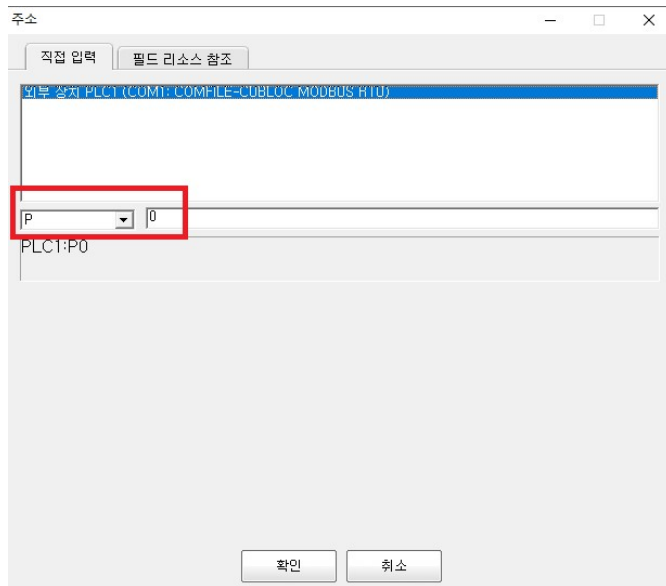 주소
직접 입력 필드 리소스 참조
외부 장치 PLC1 (COM1: COMFILE-CUBLOC MODBUS RTU)
P 0
PLC1:P0
확인 취소